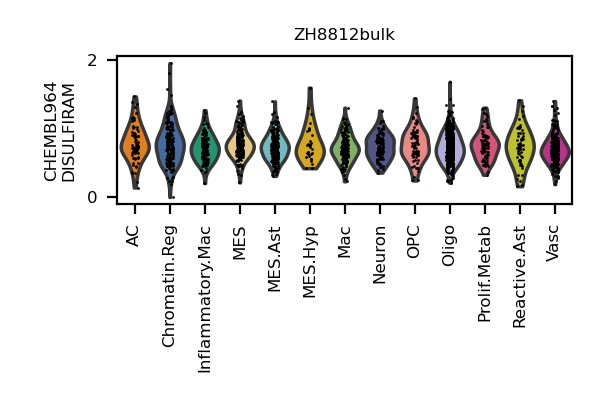 ZH8812bulk
CHEMBL964
DISULFIRAM
2
0
AC
Chromatin.Reg
Inflammatory.Mac
MES
MES.Ast
MES.Hyp
Mac
Neuron
OPC
Oligo
Prolif.Metab
Reactive.Ast
Vasc